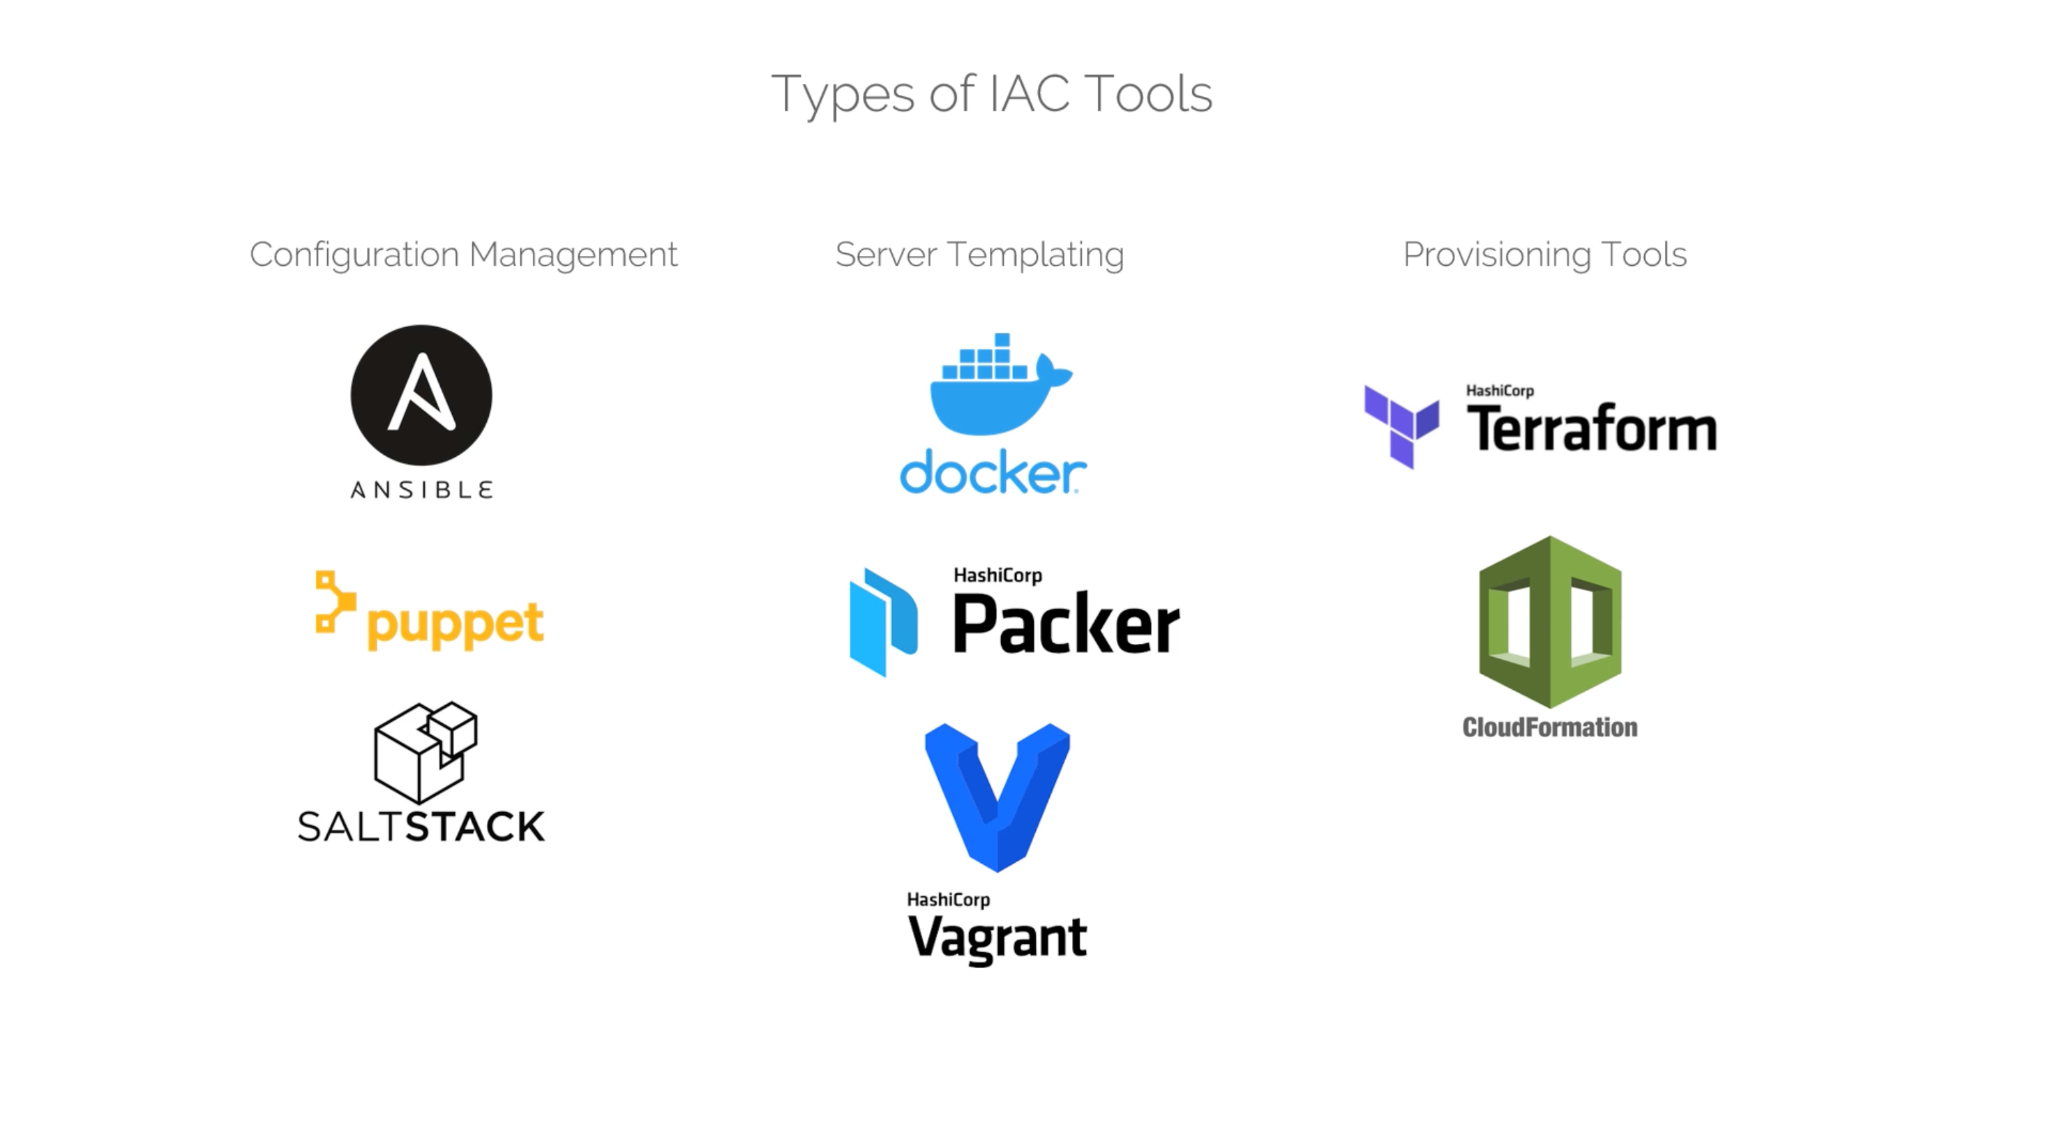 Types of IAC Tools
Configuration Management
ANSIBLE
puppet
SALTSTACK
Server Templating
docker
HashiCorp
Packer
HashiCorp
Vagrant
Provisioning Tools
HashiCorp
Terraform
CloudFormation